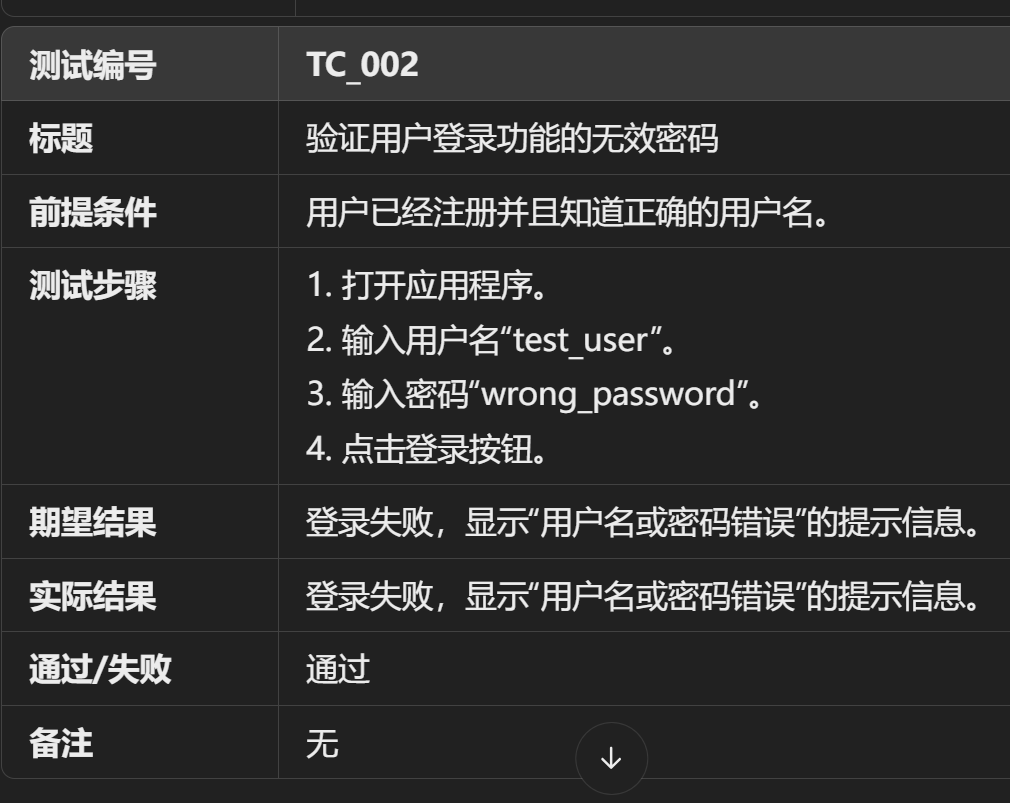 测试编号 TC_002
标题 验证用户登录功能的无效密码
前提条件 用户已经注册并且知道正确的用户名。
测试步骤 1. 打开应用程序。
2. 输入用户名“test_user”。
3. 输入密码“wrong_password”。
4. 点击登录按钮。
期望结果 登录失败，显示“用户名或密码错误”的提示信息。
实际结果 登录失败，显示“用户名或密码错误”的提示信息。
通过/失败 通过
备注 无